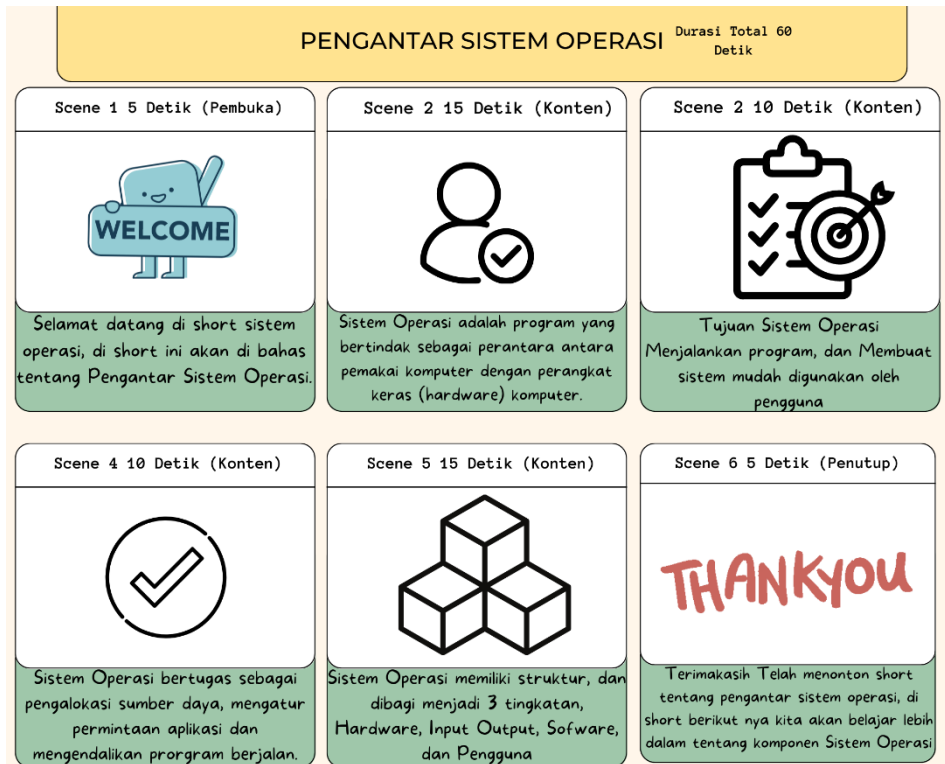 PENGANTAR SISTEM OPERASI
Durasi Total 60
Detik
Scene 1 5 Detik (Pembuka)
WELCOME
Selamat datang di short sistem
operasi, di short ini akan di bahas
tentang Pengantar Sistem Operasi.
Scene 2 15 Detik (Konten)
Sistem Operasi adalah program yang
bertindak sebagai perantara antara
pemakai komputer dengan perangkat
keras (hardware) komputer.
Scene 2 10 Detik (Konten)
Tujuan Sistem Operasi
Menjalankan program, dan Membuat
sistem mudah digunakan oleh
pengguna
Scene 4 10 Detik (Konten)
Sistem Operasi bertugas sebagai
pengalokasi sumber daya, mengatur
permintaan aplikasi dan
mengendalikan prorgram berjalan.
Scene 5 15 Detik (Konten)
Sistem Operasi memiliki struktur, dan
dibagi menjadi 3 tingkatan,
Hardware, Input Output, Sofware,
dan Pengguna
Scene 6 5 Detik (Penutup)
THANKYOU
Terimakasih Telah menonton short
tentang pengantar sistem operasi, di
short berikut nya kita akan belajar lebih
dalam tentang komponen Sistem Operasi